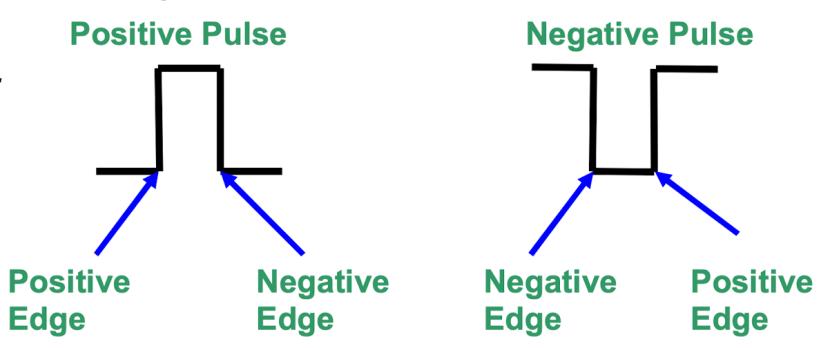 Positive Pulse
Negative Pulse
Positive
Edge
Negative
Edge
Negative
Edge
Positive
Edge